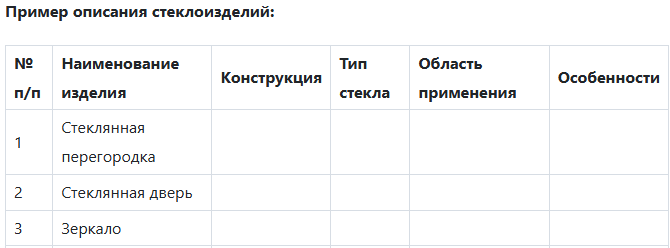 Пример описания стеклоизделий:
№ п/п | Наименование изделия | Конструкция | Тип стекла | Область применения | Особенности
1 | Стеклянная перегородка
2 | Стеклянная дверь
3 | Зеркало